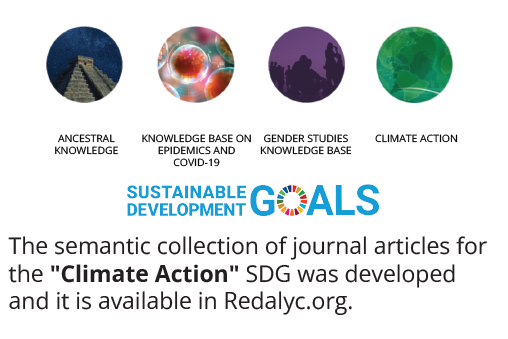 ANCESTRAL
KNOWLEDGE
KNOWLEDGE BASE ON
EPIDEMICS AND
COVID-19
GENDER STUDIES
KNOWLEDGE BASE
CLIMATE ACTION
SUSTAINABLE
DEVELOPMENT
GOALS
The semantic collection of journal articles for
the "Climate Action" SDG was developed
and it is available in Redalyc.org.